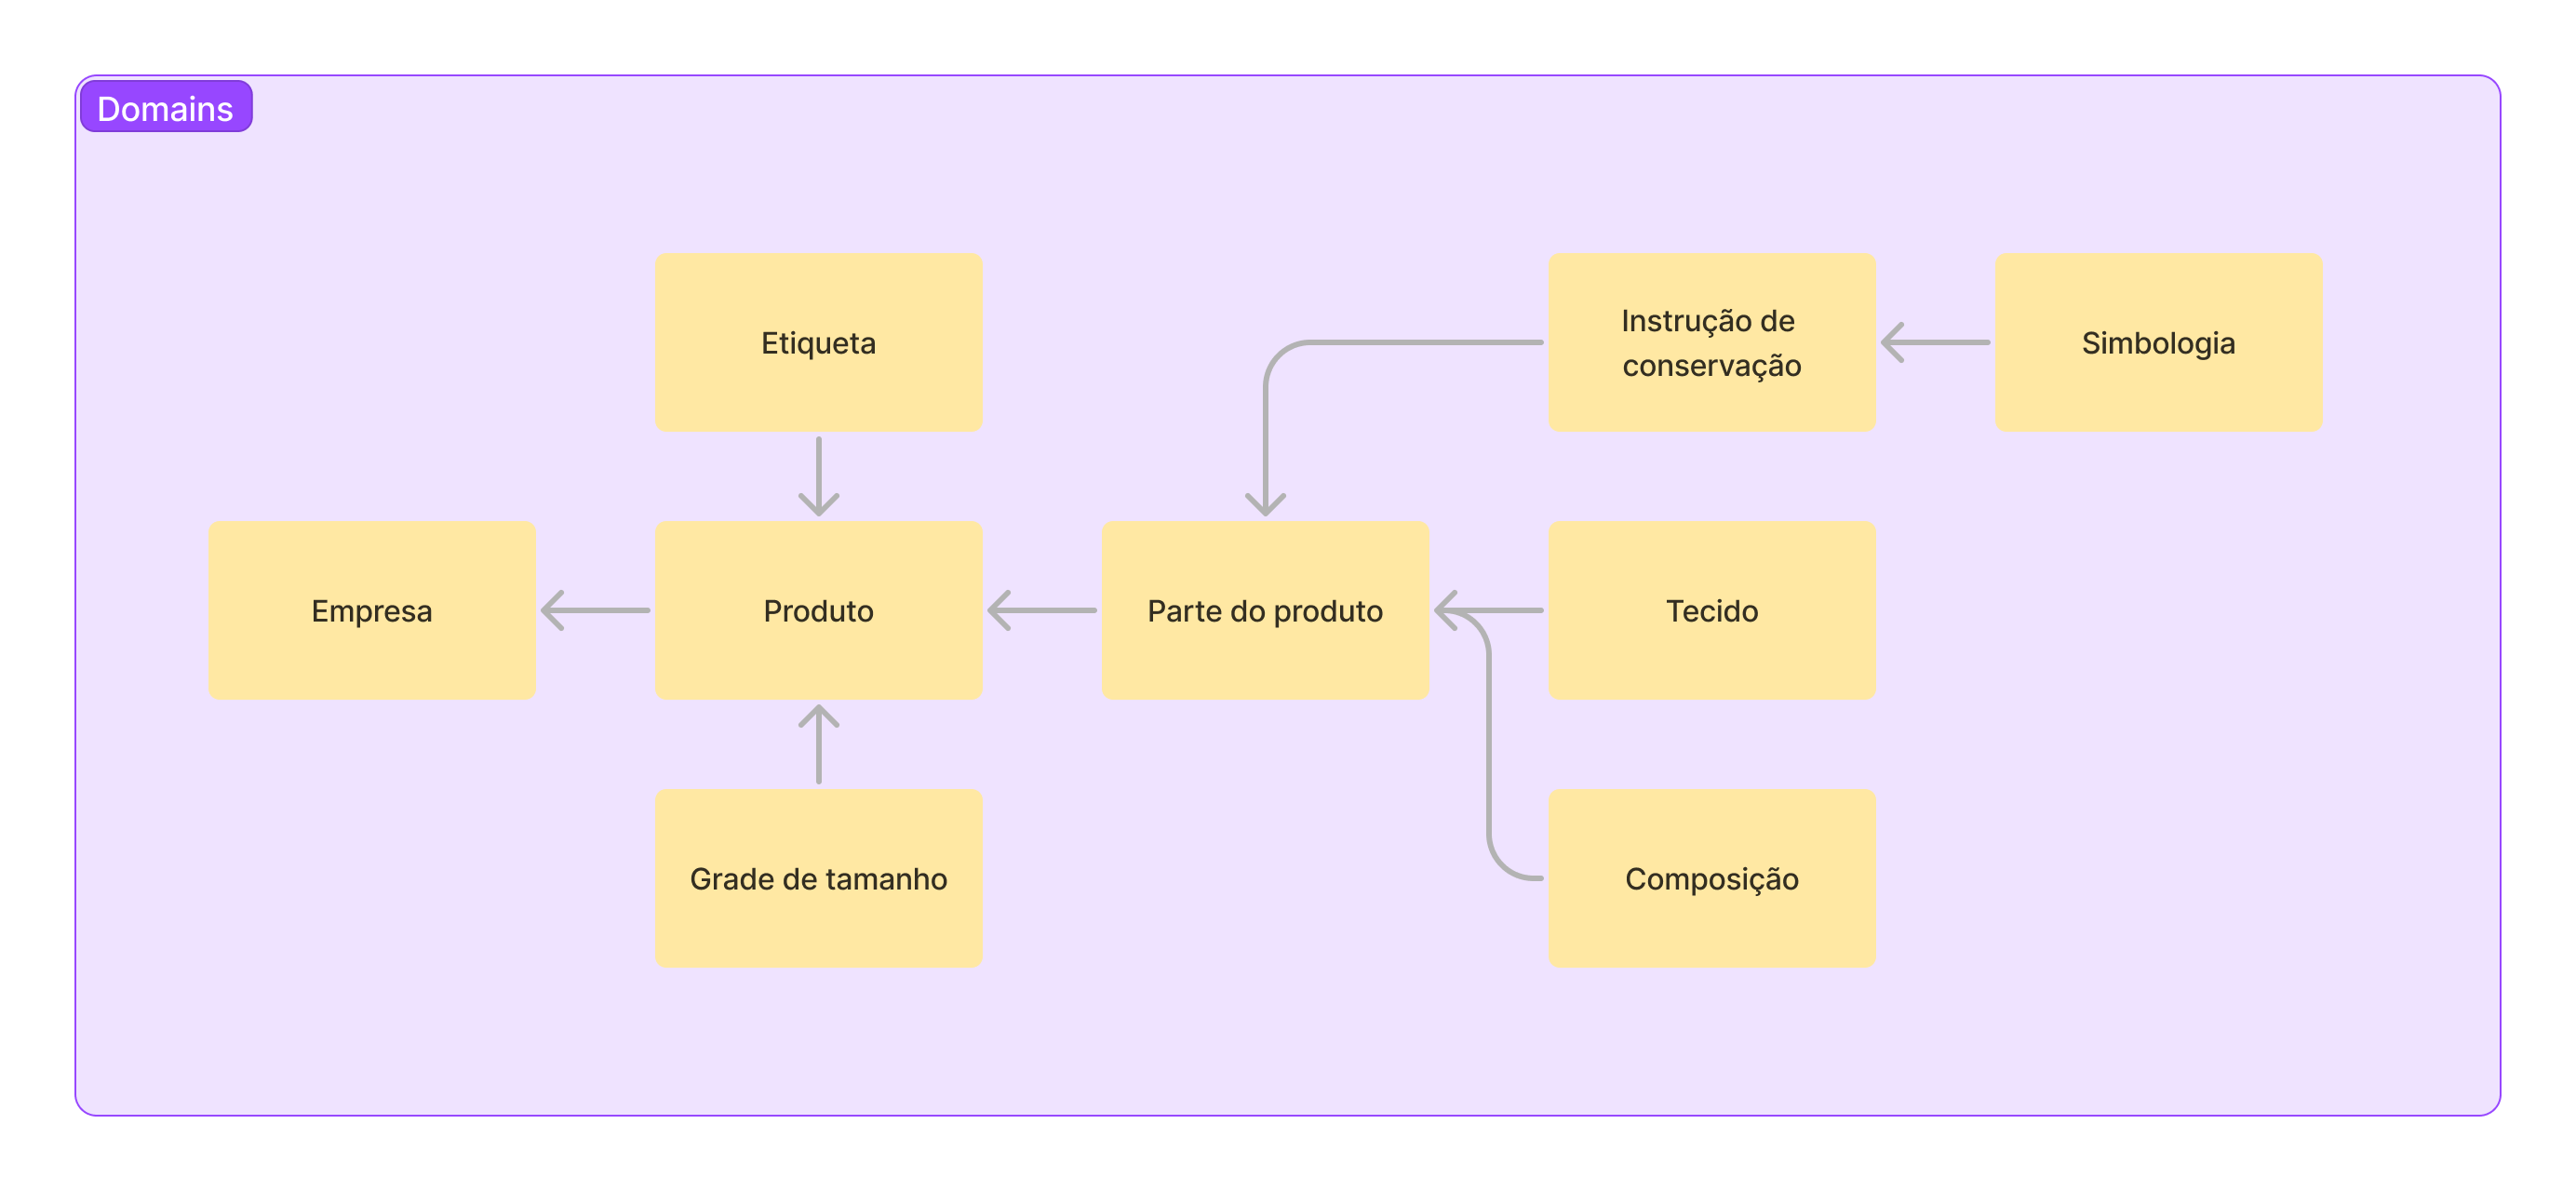 Domains
Etiqueta
Instrução de
conservação
Simbologia
Empresa
Produto
Parte do produto
Tecido
Grade de tamanho
Composição